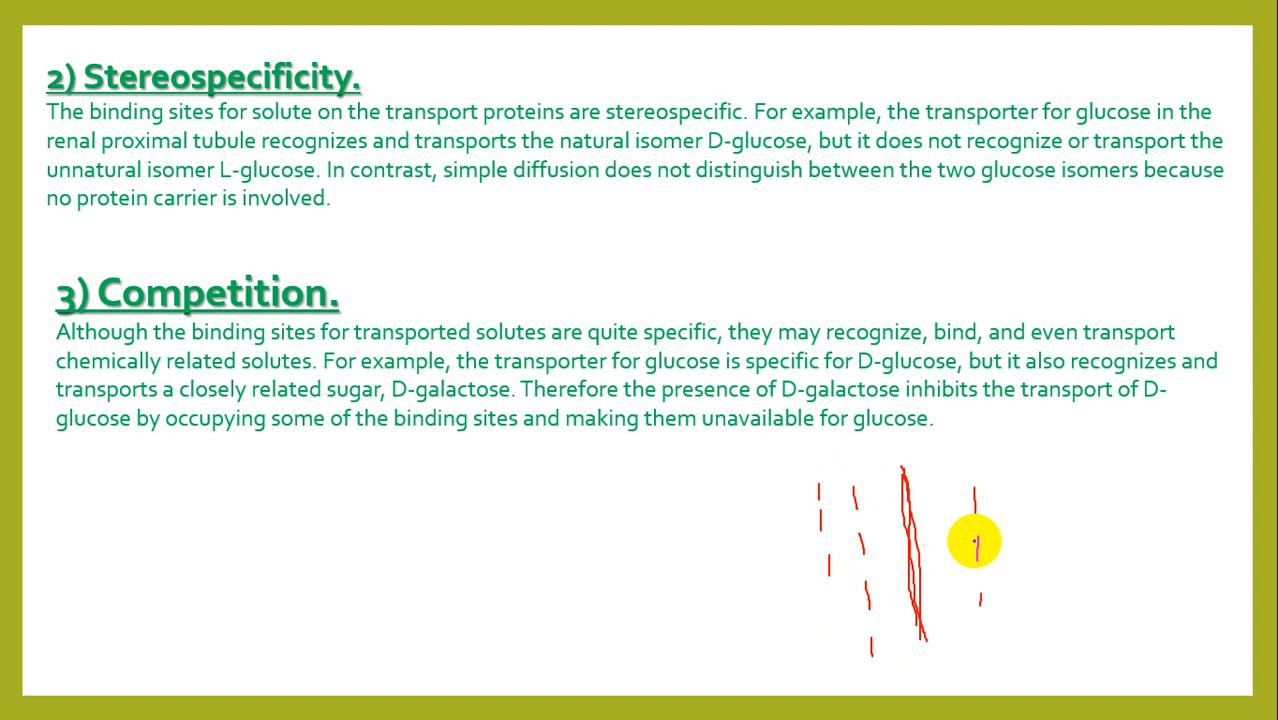 2) Stereospecificity.
The binding sites for solute on the transport proteins are stereospecific. For example, the transporter for glucose in the
renal proximal tubule recognizes and transports the natural isomer D-glucose, but it does not recognize or transport the
unnatural isomer L-glucose. In contrast, simple diffusion does not distinguish between the two glucose isomers because
no protein carrier is involved.
3) Competition.
Although the binding sites for transported solutes are quite specific, they may recognize, bind, and even transport
chemically related solutes. For example, the transporter for glucose is specific for D-glucose, but it also recognizes and
transports a closely related sugar, D-galactose. Therefore the presence of D-galactose inhibits the transport of D-
glucose by occupying some of the binding sites and making them unavailable for glucose.